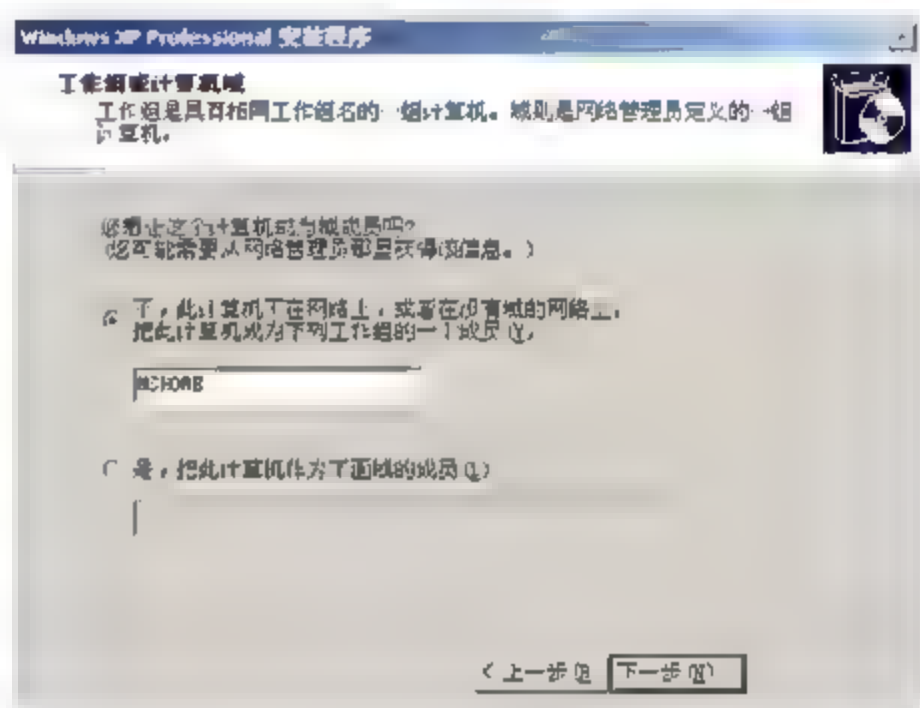 Windows XP Professional 安装程序
工作组或计算机域
工作组是具有相同工作组名的一组计算机。域则是网络管理员定义的一组
计算机。
您想让这个计算机成为域成员吗?
(您可能需要从网络管理员那里获得该信息。)
不，此计算机不在网络上，或者在没有域的网络上。
把此计算机成为下列工作组的一个成员(Y):
MSHOME
是，把此计算机作为下面域的成员(L)
< 上一步(B)
下一步(N)